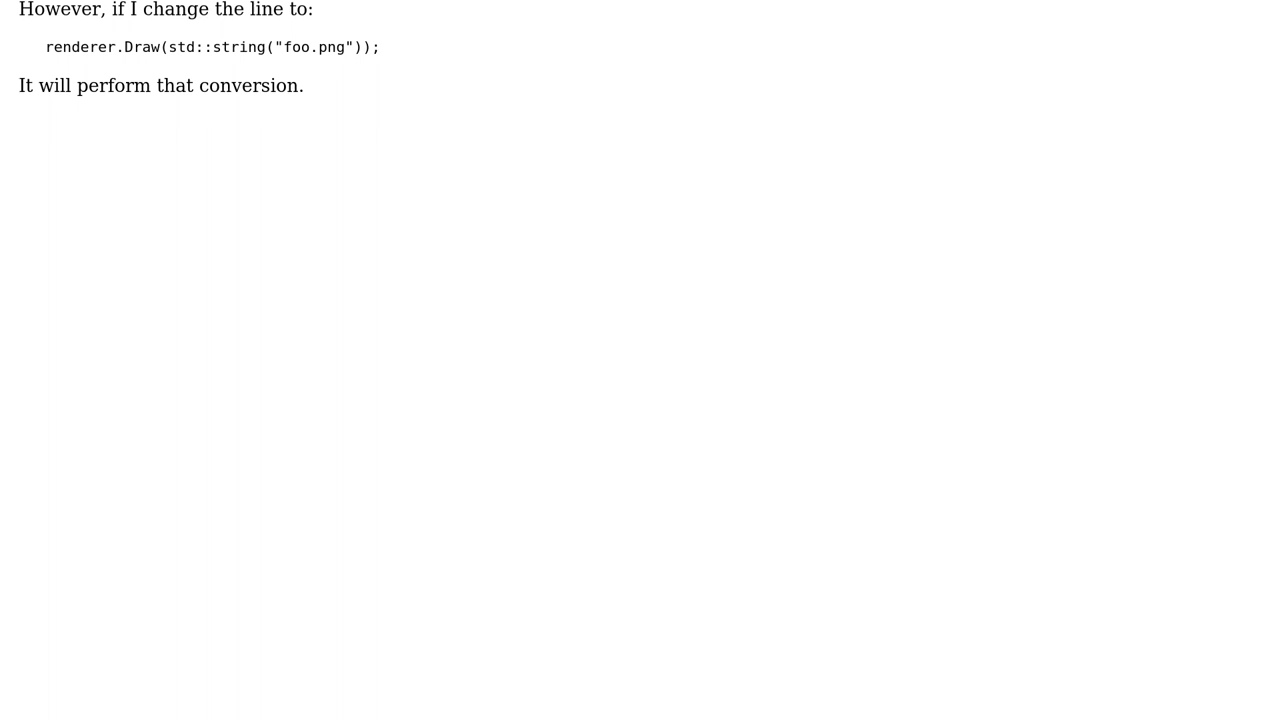 However, if I change the line to:
renderer.Draw(std::string("foo.png"));
It will perform that conversion.